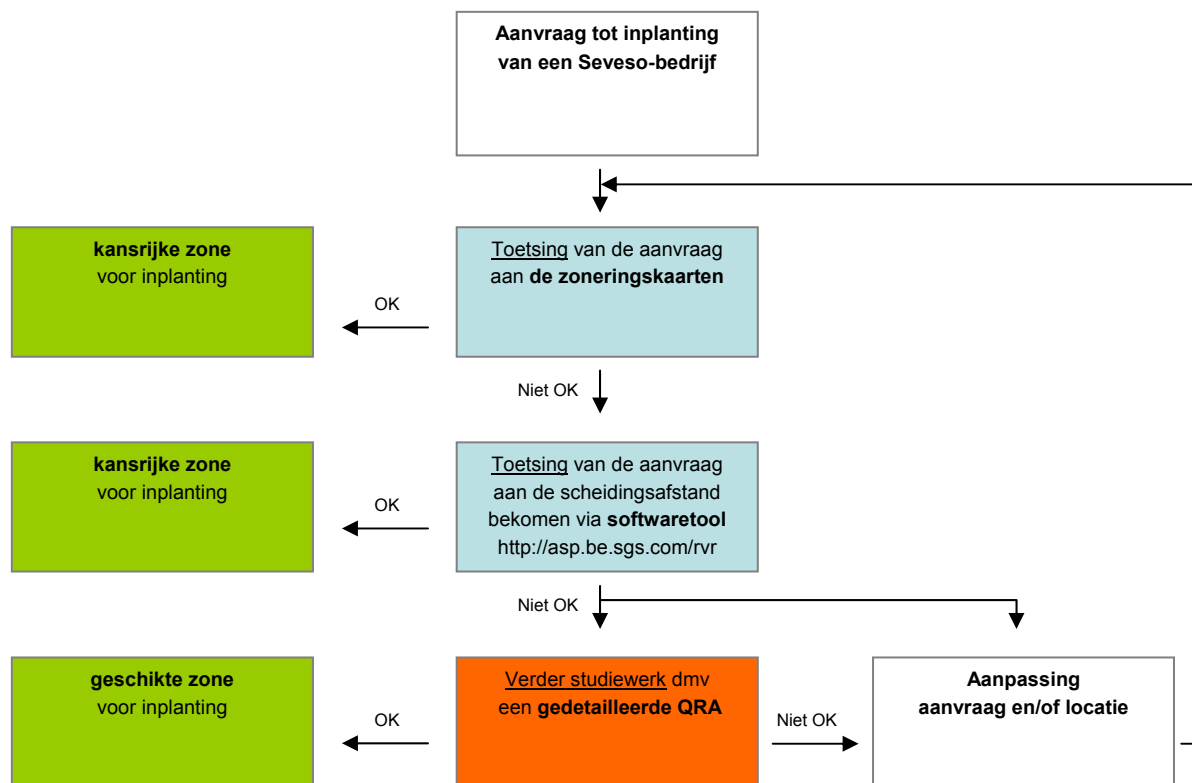 Aanvraag tot inplanting
van een Seveso-bedrijf
kansrijke zone
voor inplanting
OK
Toetsing van de aanvraag
aan de zoneringskaarten
Niet OK
kansrijke zone
voor inplanting
OK
Toetsing van de aanvraag
aan de scheidingsafstand
bekomen via softwaretool
http://asp.be.sgs.com/rvr
Niet OK
geschikte zone
voor inplanting
OK
Verder studiewerk dmv
een gedetailleerde QRA
Niet OK
Aanpassing
aanvraag en/of locatie